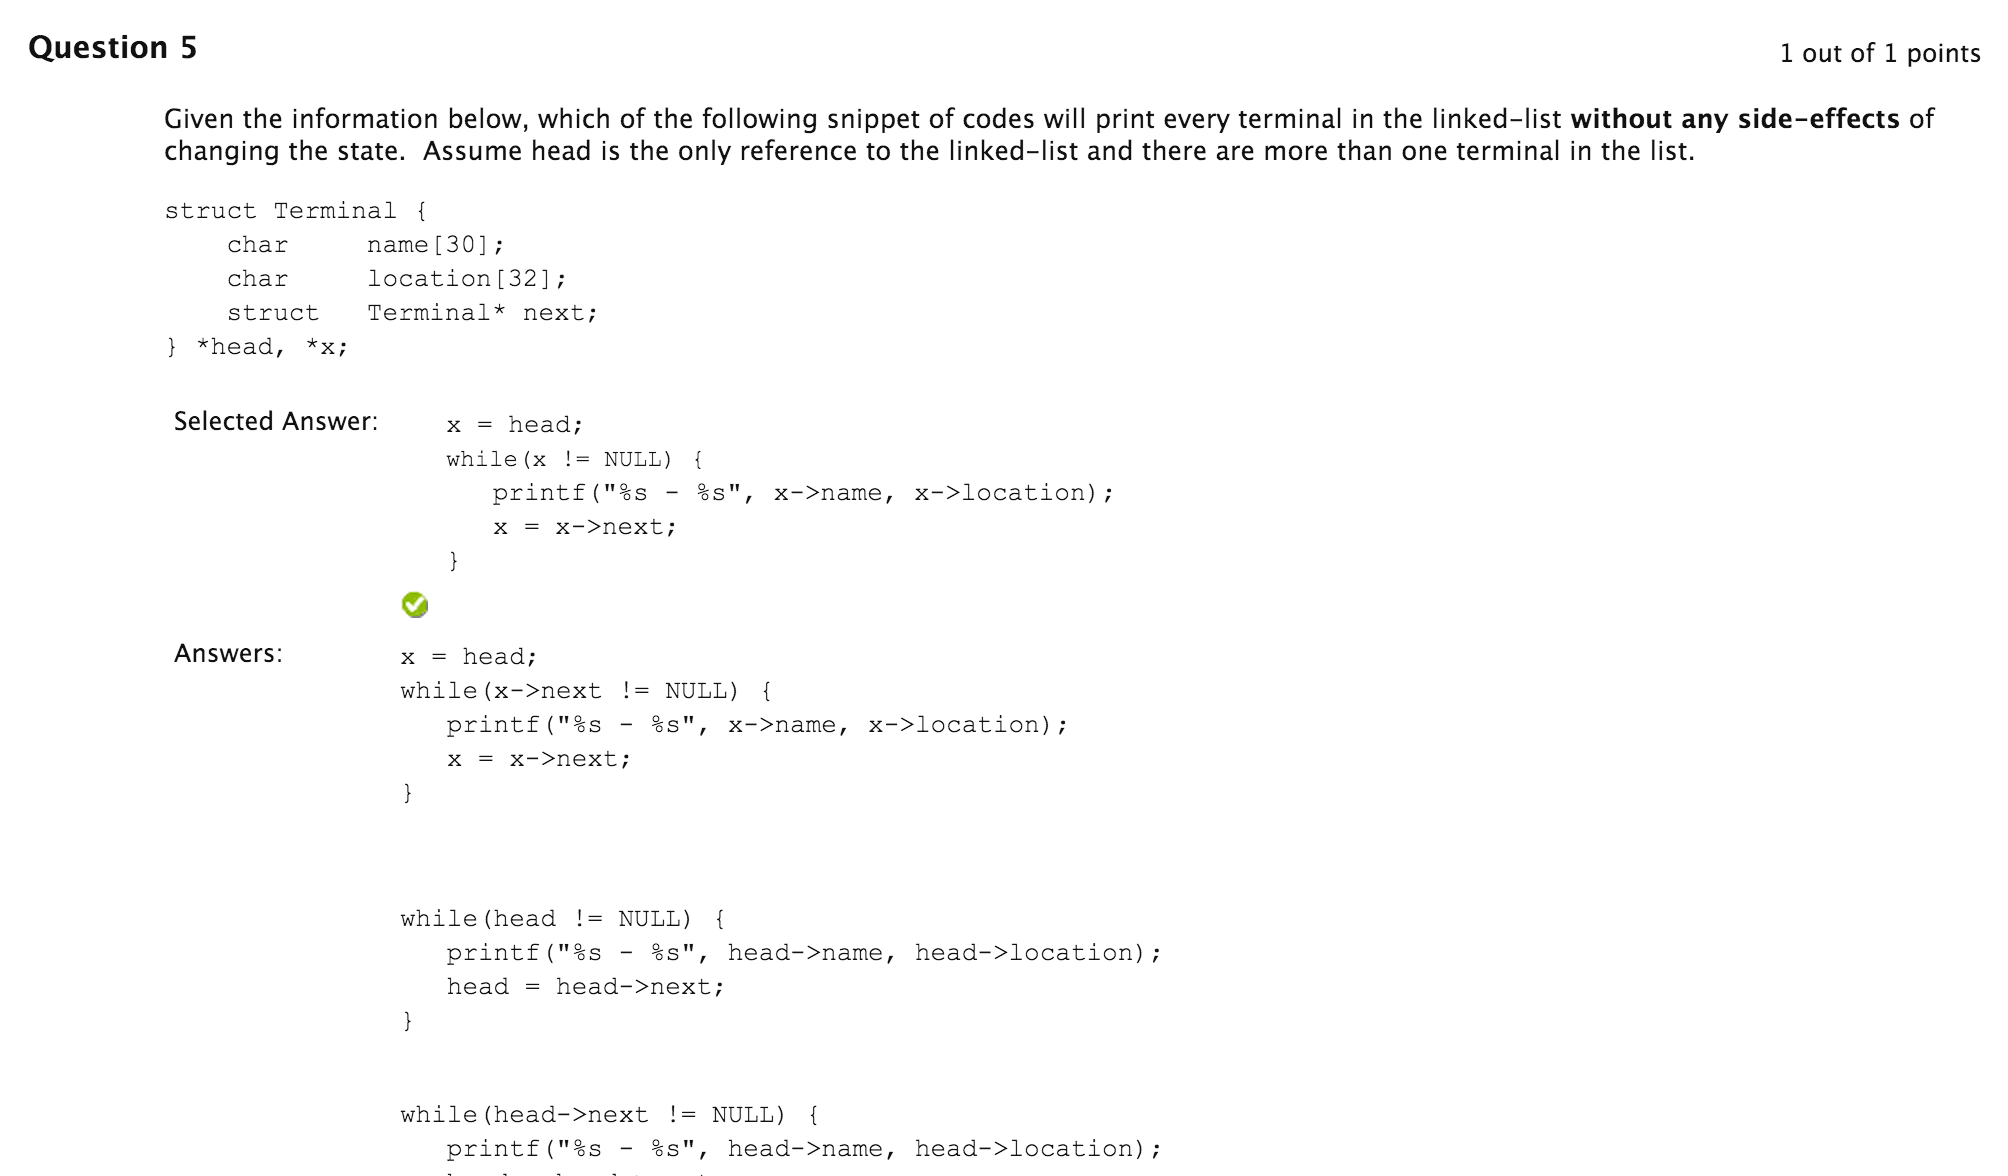 Question 5
1 out of 1 points
Given the information below, which of the following snippet of codes will print every terminal in the linked-list without any side-effects of
changing the state.  Assume head is the only reference to the linked-list and there are more than one terminal in the list.
struct Terminal {
    char     name[30];
    char     location[32];
    struct   Terminal* next;
} *head, *x;
Selected Answer:
x = head;
while(x != NULL) {
   printf("%s - %s", x->name, x->location);
   x = x->next;
}
Answers:
x = head;
while(x->next != NULL) {
   printf("%s - %s", x->name, x->location);
   x = x->next;
}
while(head != NULL) {
   printf("%s - %s", head->name, head->location);
   head = head->next;
}
while(head->next != NULL) {
   printf("%s - %s", head->name, head->location);